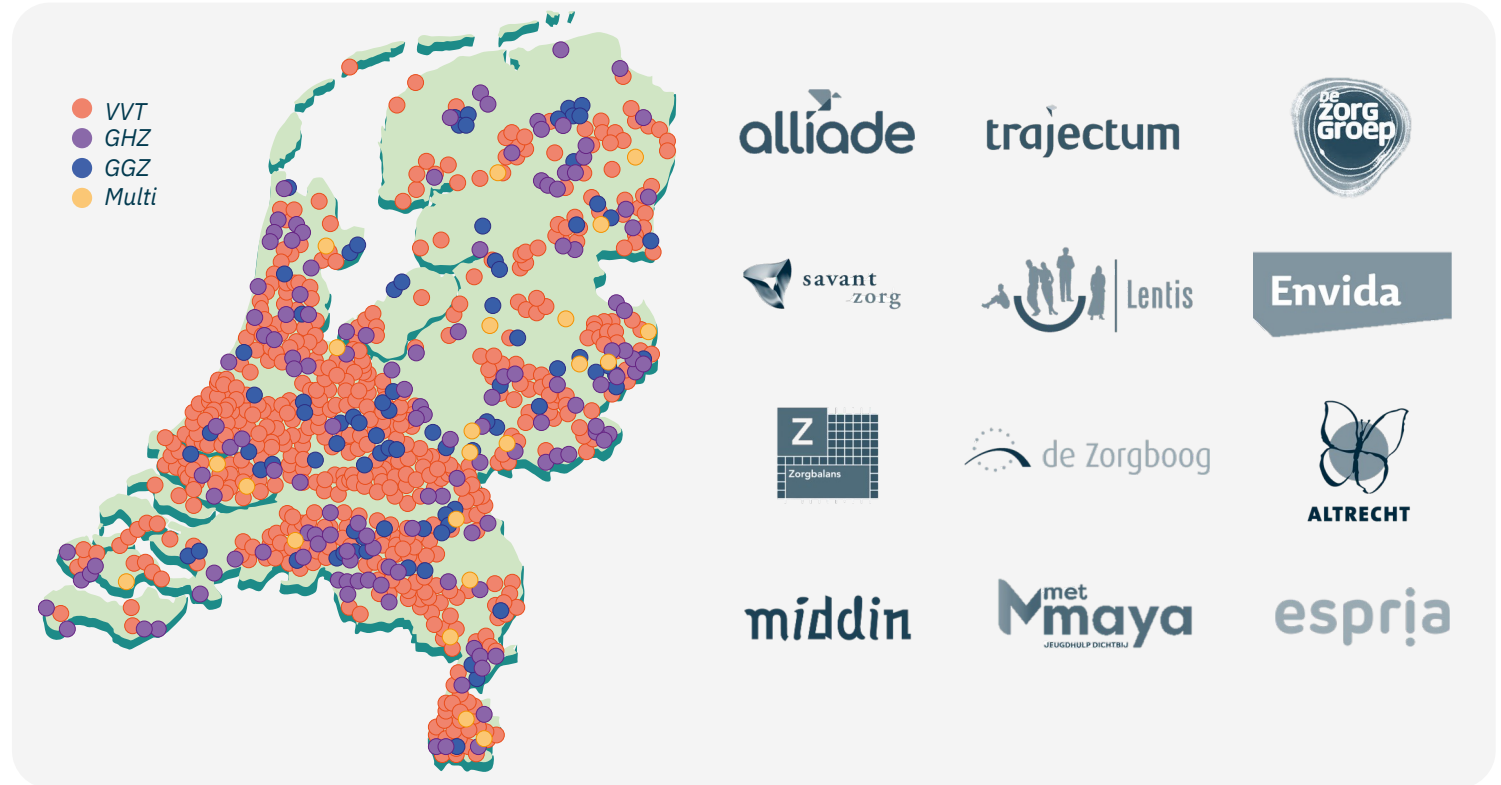 VVT
GHZ
GGZ
Multi
alliade
trajectum
de
zorg
groep
savant
zorg
Lentis
Envida
Z
Zorgbalans
de Zorgboog
ALTRECHT
middin
met
maya
JEUGDHULP DICHTBIJ
espria